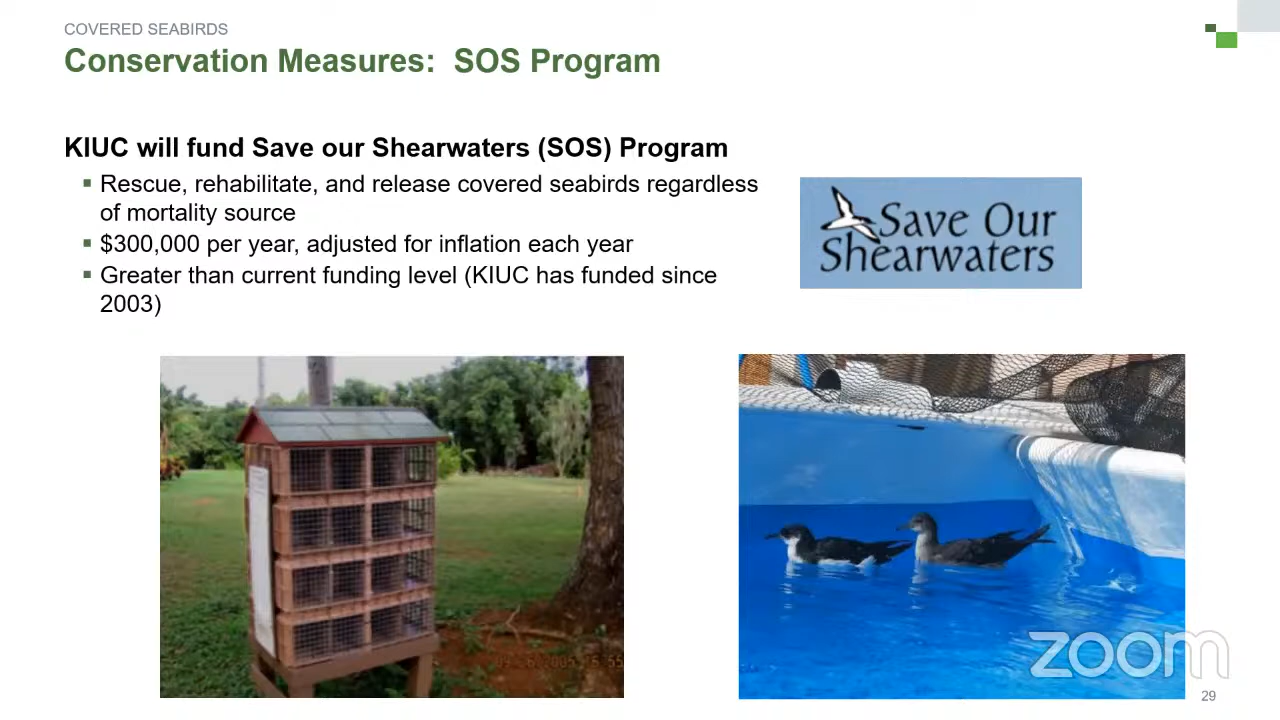 COVERED SEABIRDS
Conservation Measures: SOS Program
KIUC will fund Save our Shearwaters (SOS) Program
▪ Rescue, rehabilitate, and release covered seabirds regardless
of mortality source
▪ $300,000 per year, adjusted for inflation each year
▪ Greater than current funding level (KIUC has funded since
2003)
Save Our
Shearwaters
zoom
29